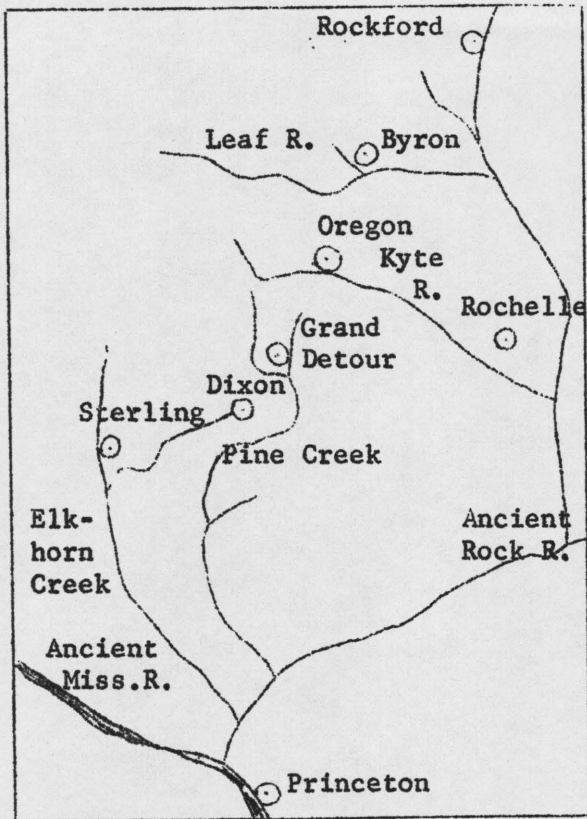 Rockford
Leaf R.
Byron
Oregon
Kyte
R.
Rochelle
Grand
Detour
Dixon
Sterling
Pine Creek
Elk-
horn
Creek
Ancient
Rock R.
Ancient
Miss.R.
Princeton